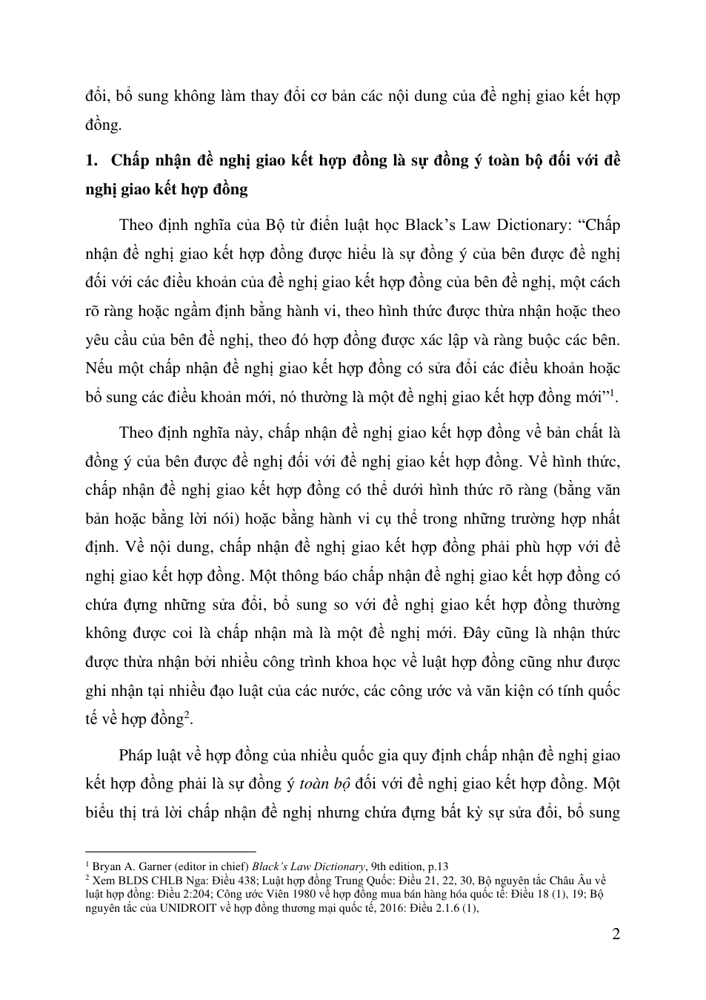 đổi, bổ sung không làm thay đổi cơ bản các nội dung của đề nghị giao kết hợp
đồng.
1. Chấp nhận đề nghị giao kết hợp đồng là sự đồng ý toàn bộ đối với đề
nghị giao kết hợp đồng
Theo định nghĩa của Bộ từ điển luật học Black’s Law Dictionary: “Chấp
nhận đề nghị giao kết hợp đồng được hiểu là sự đồng ý của bên được đề nghị
đối với các điều khoản của đề nghị giao kết hợp đồng của bên đề nghị, một cách
rõ ràng hoặc ngầm định bằng hành vi, theo hình thức được thừa nhận hoặc theo
yêu cầu của bên đề nghị, theo đó hợp đồng được xác lập và ràng buộc các bên.
Nếu một chấp nhận đề nghị giao kết hợp đồng có sửa đổi các điều khoản hoặc
bổ sung các điều khoản mới, nó thường là một đề nghị giao kết hợp đồng mới”1.
Theo định nghĩa này, chấp nhận đề nghị giao kết hợp đồng về bản chất là
đồng ý của bên được đề nghị đối với đề nghị giao kết hợp đồng. Về hình thức,
chấp nhận đề nghị giao kết hợp đồng có thể dưới hình thức rõ ràng (bằng văn
bản hoặc bằng lời nói) hoặc bằng hành vi cụ thể trong những trường hợp nhất
định. Về nội dung, chấp nhận đề nghị giao kết hợp đồng phải phù hợp với đề
nghị giao kết hợp đồng. Một thông báo chấp nhận đề nghị giao kết hợp đồng có
chứa đựng những sửa đổi, bổ sung so với đề nghị giao kết hợp đồng thường
không được coi là chấp nhận mà là một đề nghị mới. Đây cũng là nhận thức
được thừa nhận bởi nhiều công trình khoa học về luật hợp đồng cũng như được
ghi nhận tại nhiều đạo luật của các nước, các công ước và văn kiện có tính quốc
tế về hợp đồng2.
Pháp luật về hợp đồng của nhiều quốc gia quy định chấp nhận đề nghị giao
kết hợp đồng phải là sự đồng ý toàn bộ đối với đề nghị giao kết hợp đồng. Một
biểu thị trả lời chấp nhận đề nghị nhưng chứa đựng bất kỳ sự sửa đổi, bổ sung
1 Bryan A. Garner (editor in chief) Black’s Law Dictionary, 9th edition, p.13
2 Xem BLDS CHLB Nga: Điều 438; Luật hợp đồng Trung Quốc: Điều 21, 22, 30, Bộ nguyên tắc Châu Âu về
luật hợp đồng: Điều 2:204; Công ước Viên 1980 về hợp đồng mua bán hàng hóa quốc tế: Điều 18 (1), 19; Bộ
nguyên tắc của UNIDROIT về hợp đồng thương mại quốc tế, 2016: Điều 2.1.6 (1),
2